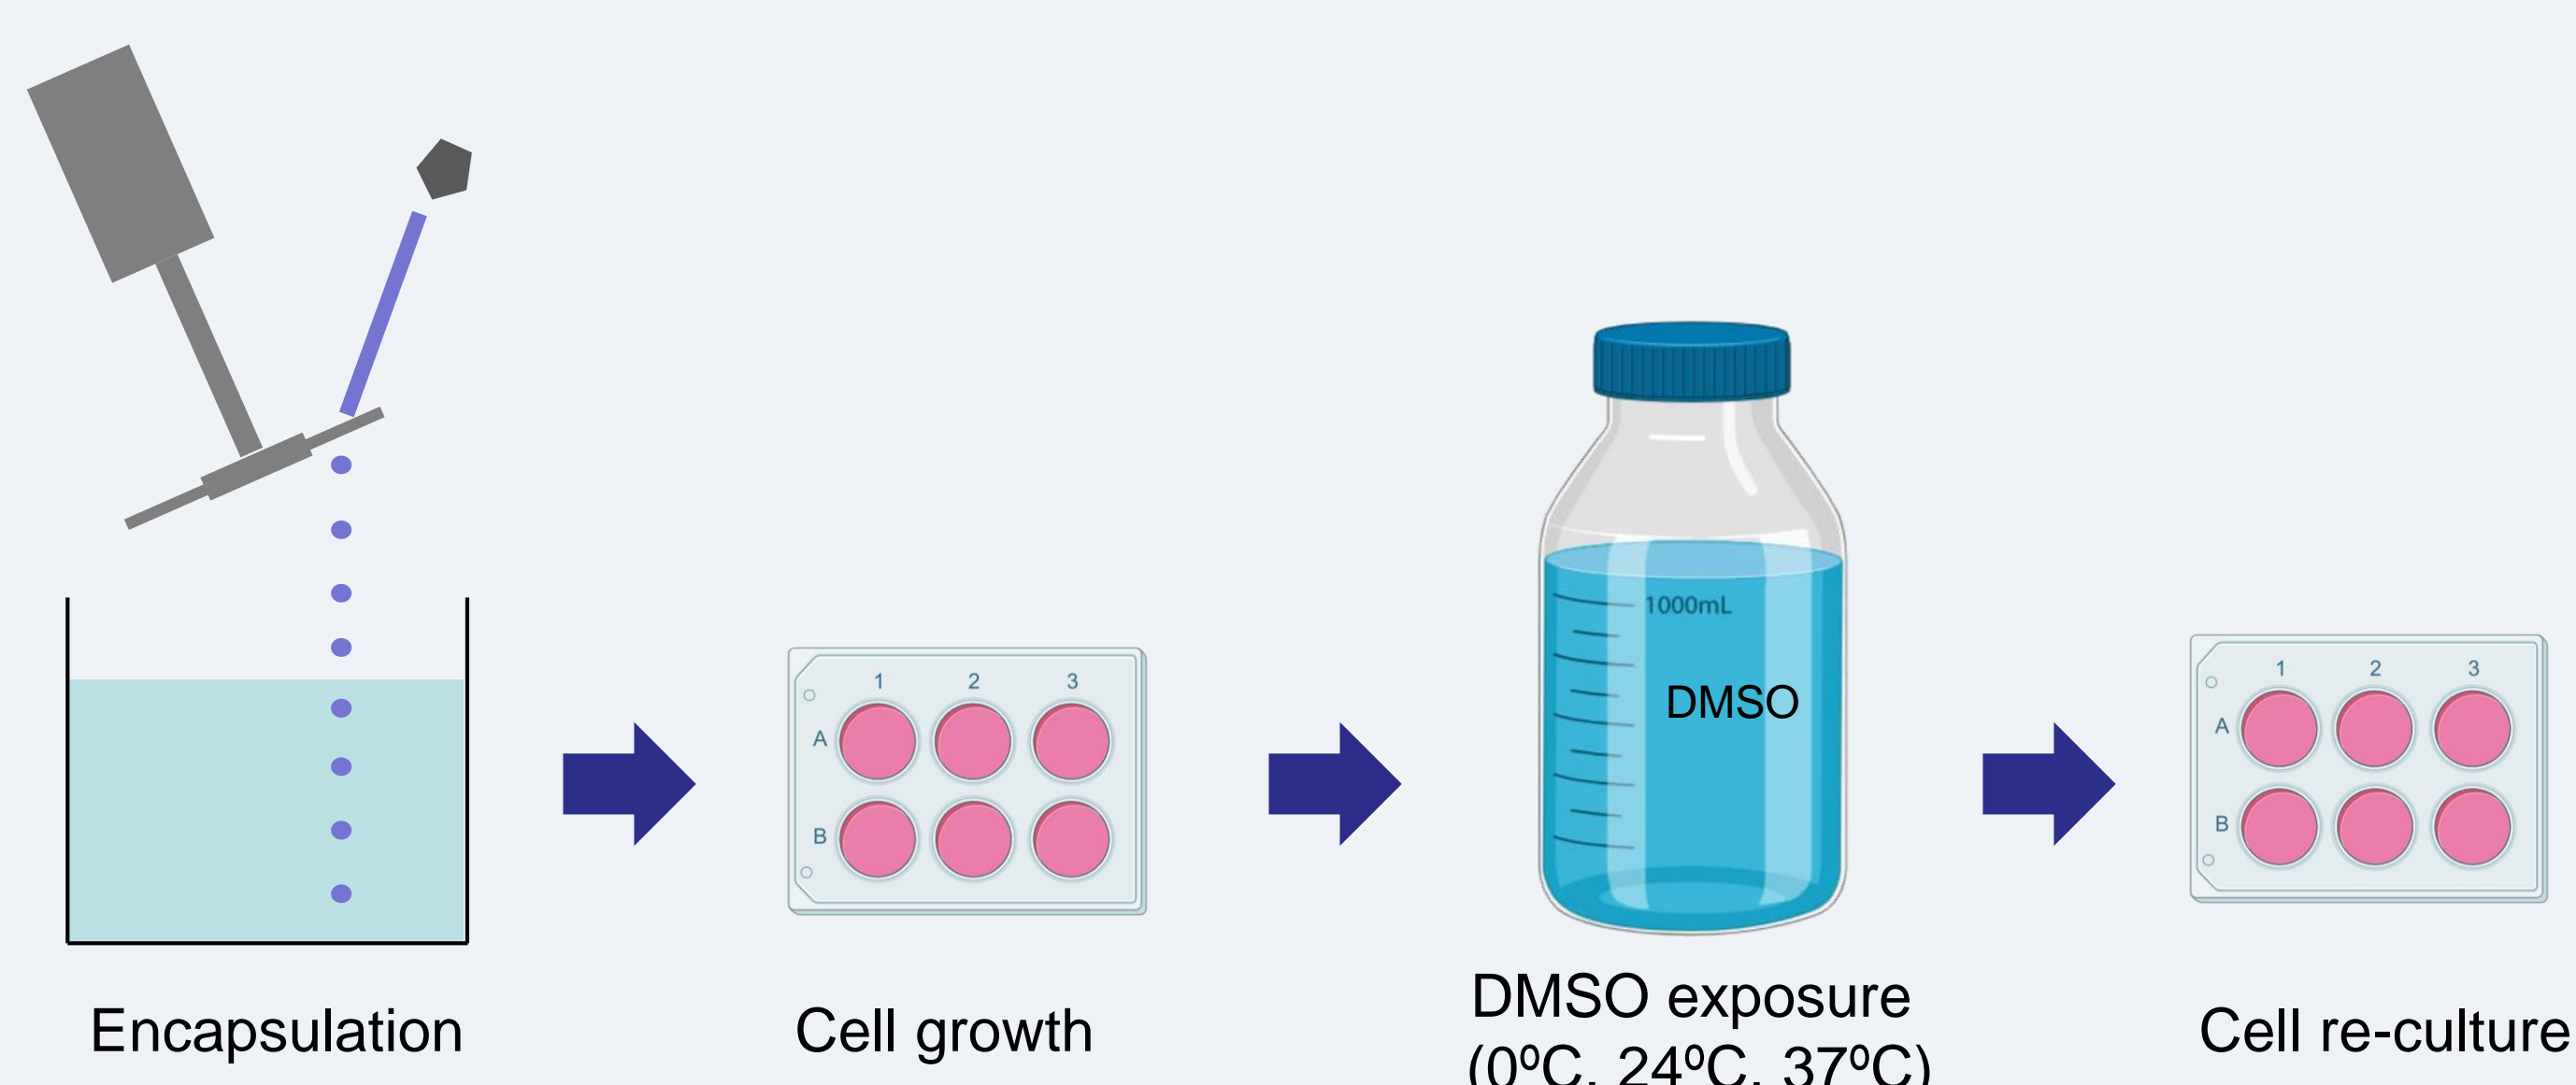 1 2 3
A
B
1000mL
DMSO
1 2 3
A
B
Encapsulation
Cell growth
DMSO exposure
(0ºC, 24ºC, 37ºC)
Cell re-culture